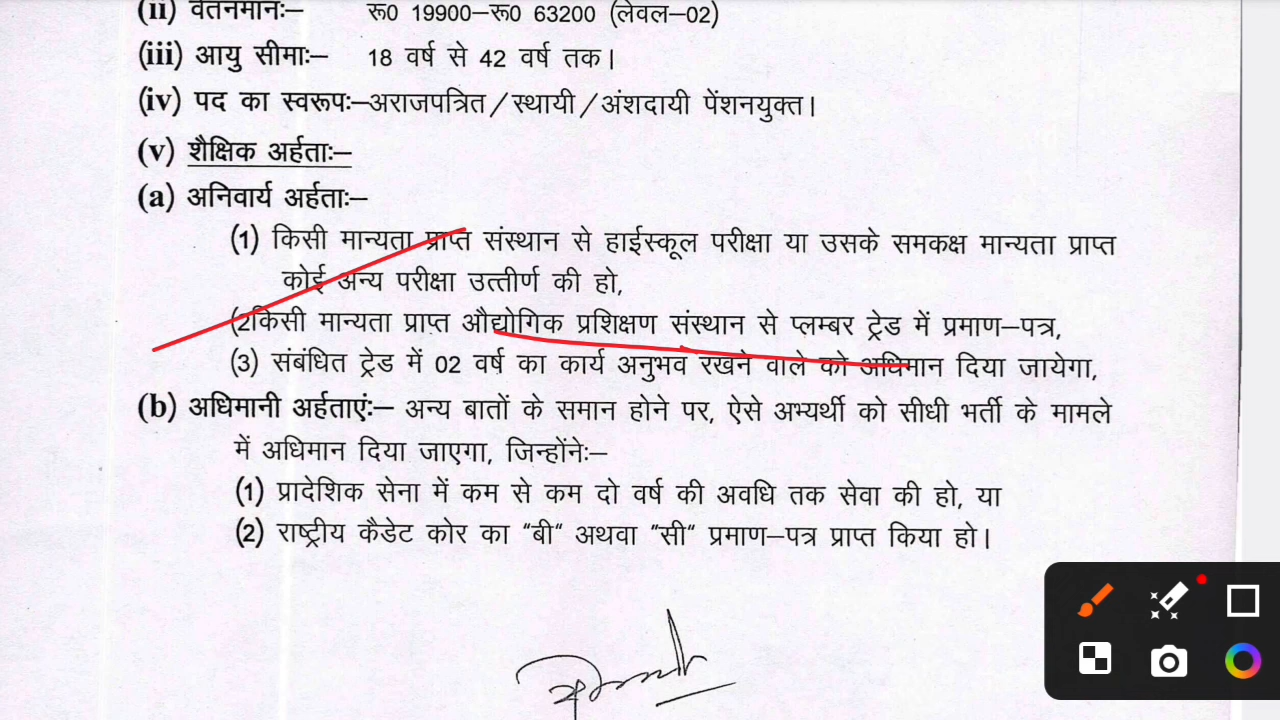 (ii) वेतनमानः– रू0 19900–रू0 63200 (लेवल–02)
(iii) आयु सीमाः– 18 वर्ष से 42 वर्ष तक।
(iv) पद का स्वरूपः–अराजपत्रित/स्थायी/अंशदायी पेंशनयुक्त।
(v) शैक्षिक अर्हताः–
(a) अनिवार्य अर्हताः–
(1) किसी मान्यता प्राप्त संस्थान से हाईस्कूल परीक्षा या उसके समकक्ष मान्यता प्राप्त
कोई अन्य परीक्षा उत्तीर्ण की हो,
(2किसी मान्यता प्राप्त औद्योगिक प्रशिक्षण संस्थान से प्लम्बर ट्रेड में प्रमाण–पत्र,
(3) संबंधित ट्रेड में 02 वर्ष का कार्य अनुभव रखने वाले को अधिमान दिया जायेगा,
(b) अधिमानी अर्हताएंः– अन्य बातों के समान होने पर, ऐसे अभ्यर्थी को सीधी भर्ती के मामले
में अधिमान दिया जाएगा, जिन्होंनेः–
(1) प्रादेशिक सेना में कम से कम दो वर्ष की अवधि तक सेवा की हो, या
(2) राष्ट्रीय कैडेट कोर का "बी" अथवा "सी" प्रमाण–पत्र प्राप्त किया हो।